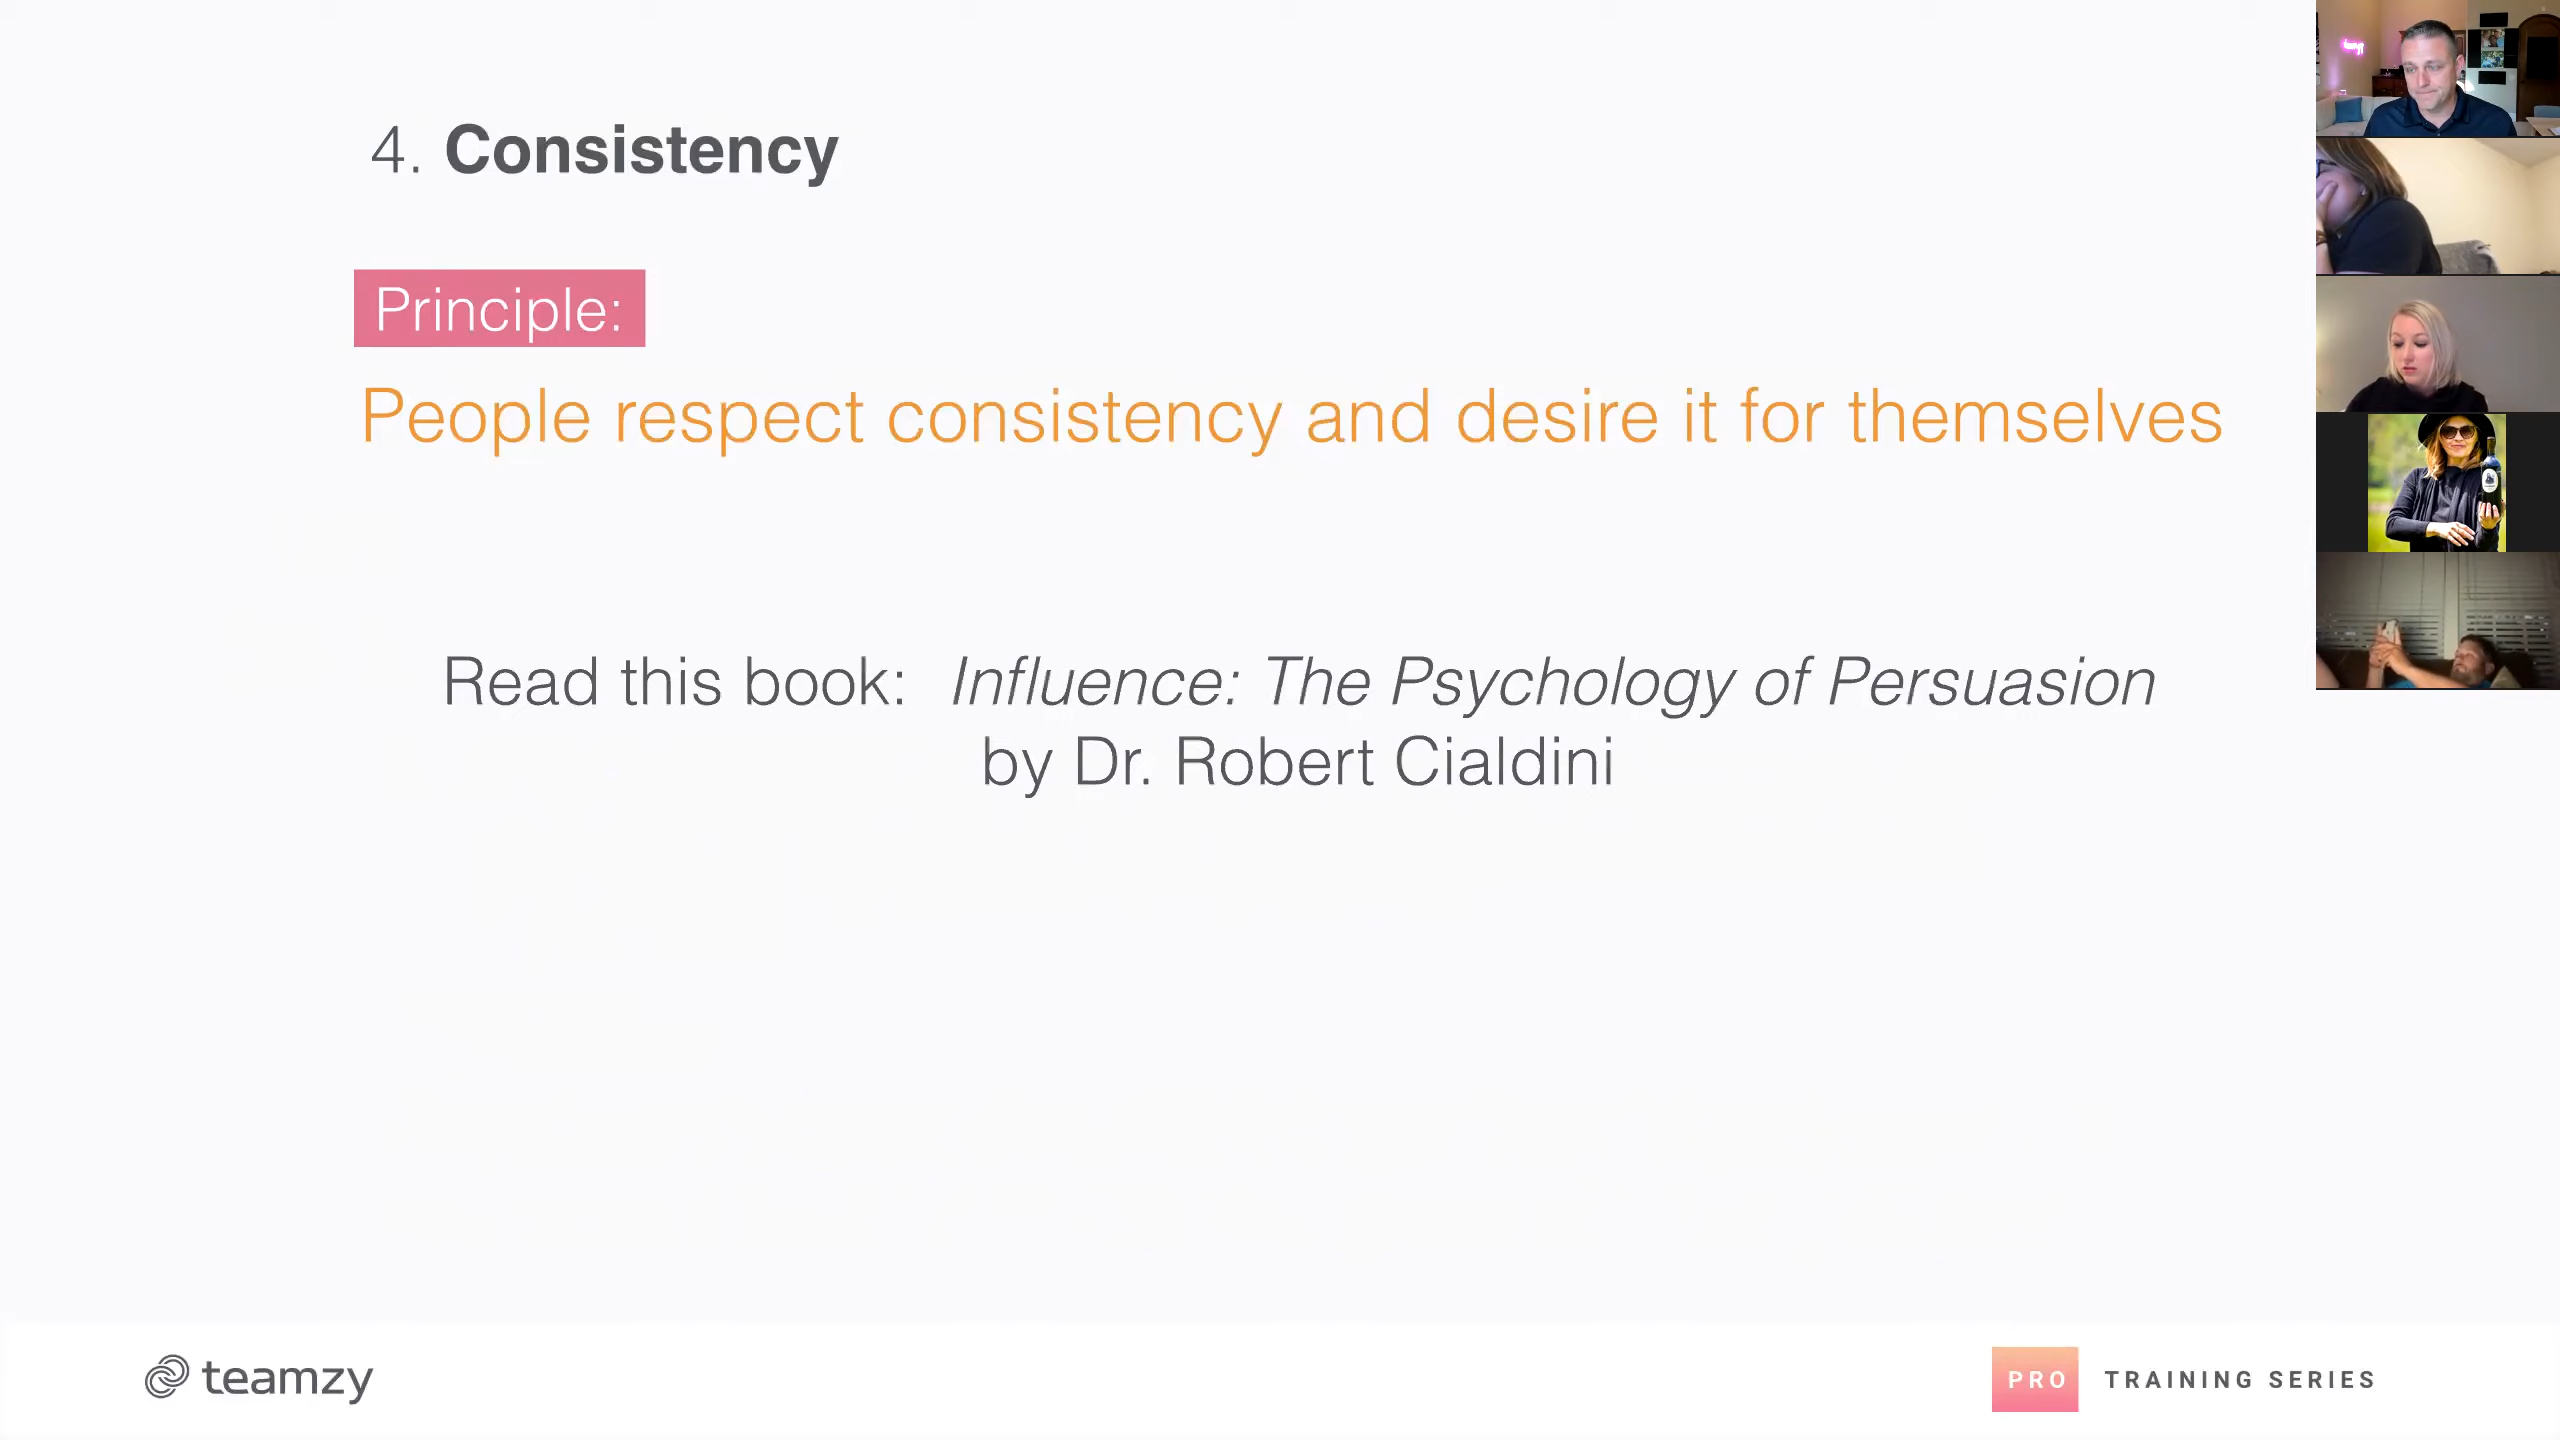 4. Consistency
Principle:
People respect consistency and desire it for themselves
Read this book: Influence: The Psychology of Persuasion
by Dr. Robert Cialdini
teamzy
PRO TRAINING SERIES